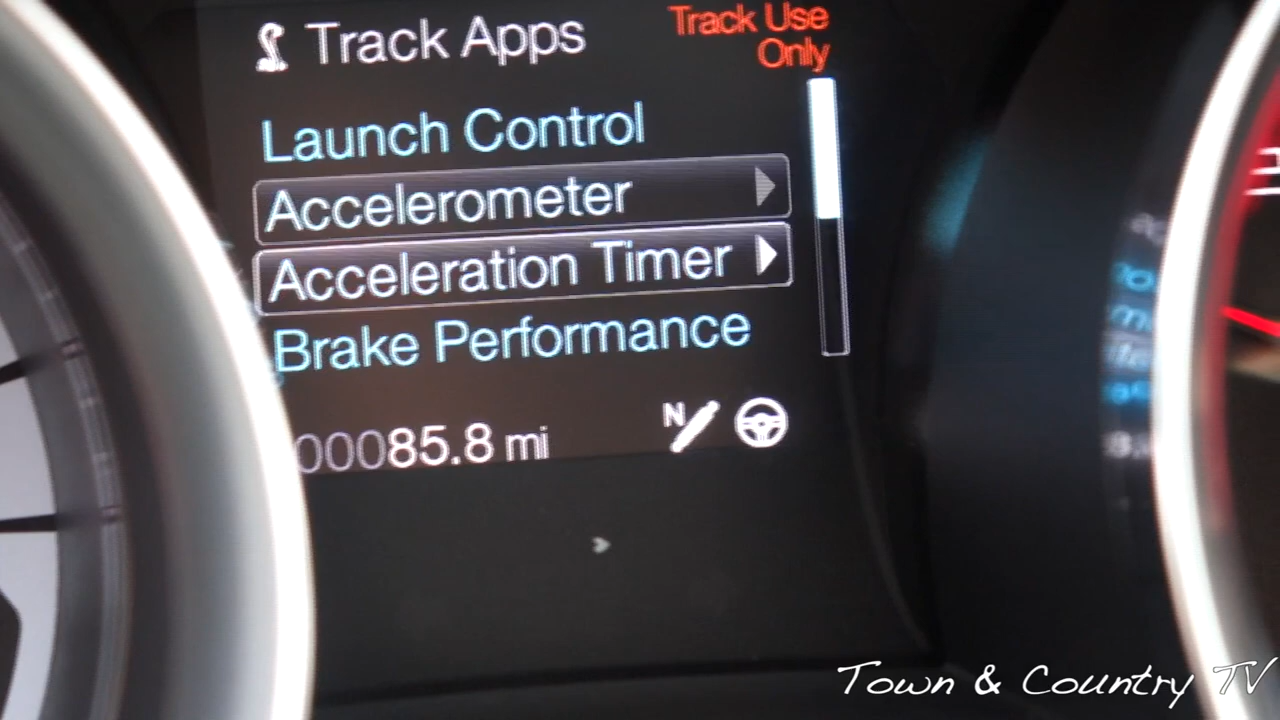 Track Apps
Track Use
Only
Launch Control
Accelerometer
Acceleration Timer
Brake Performance
00085.8 mi
N
Town & Country TV